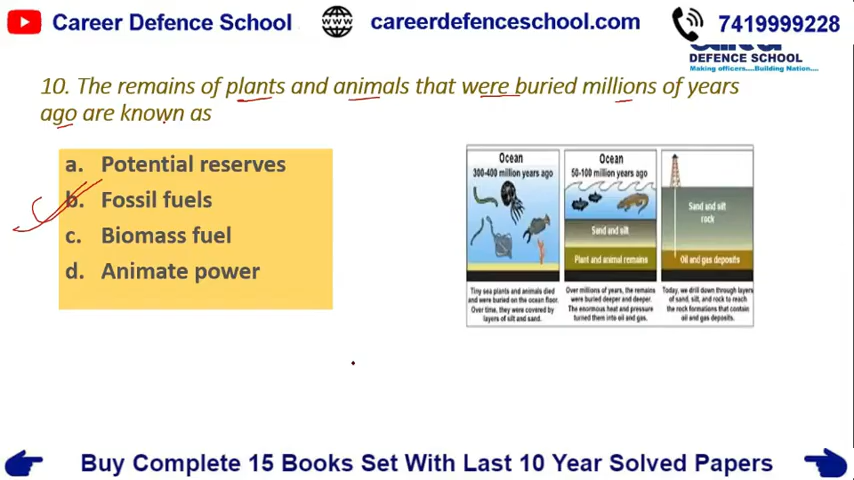 Career Defence School
careerdefenceschool.com
7419999228
DEFENCE SCHOOL
Making officers...Building Nation...
10. The remains of plants and animals that were buried millions of years
ago are known as
a. Potential reserves
b. Fossil fuels
c. Biomass fuel
d. Animate power
Ocean
300-400 million years ago
Tiny sea plants and animals died
and were buried on the ocean floor.
Over time, they were covered by
layers of silt and sand.
Ocean
50-100 million years ago
Sand and silt
Plant and animal remains
Over millions of years, the remains
were buried deeper and deeper.
The enormous heat and pressure
turned them into oil and gas.
Sand and silt
rock
Oil and gas deposits
Today, we drill down through layers
of sand, silt, and rock to reach
the rock formations that contain
oil and gas deposits.
Buy Complete 15 Books Set With Last 10 Year Solved Papers